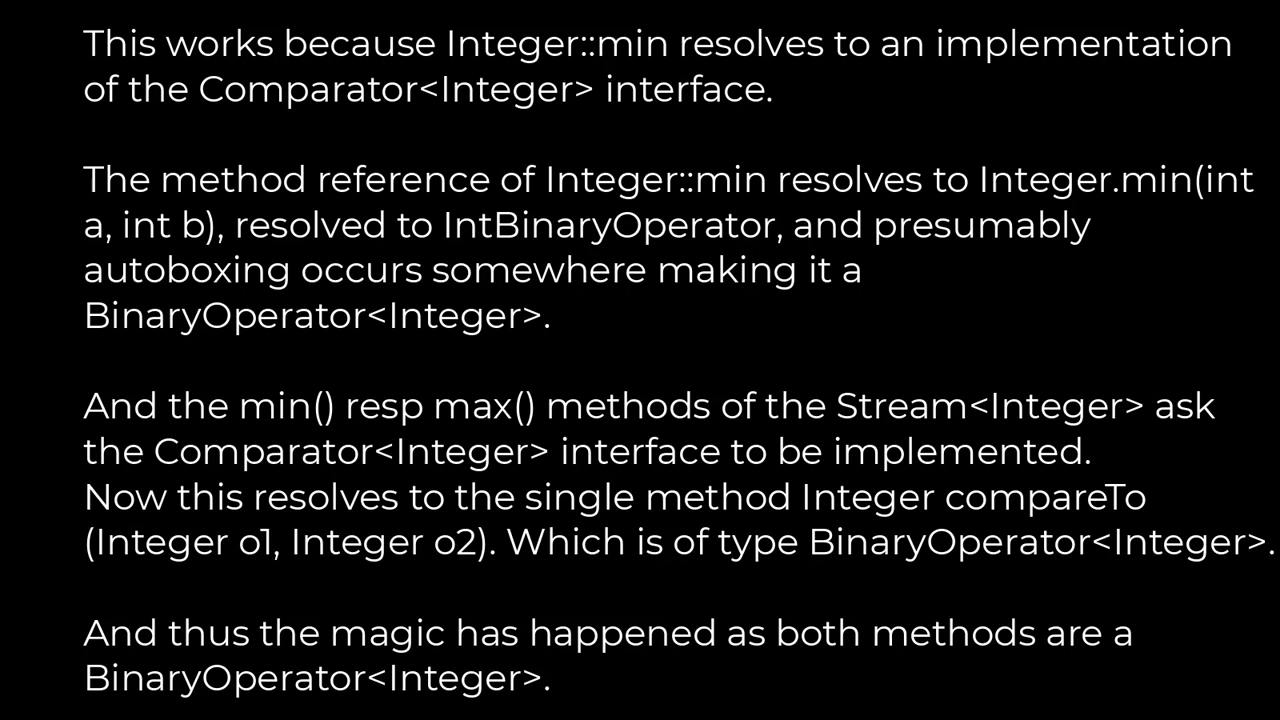 This works because Integer::min resolves to an implementation
of the Comparator<Integer> interface.
The method reference of Integer::min resolves to Integer.min(int
a, int b), resolved to IntBinaryOperator, and presumably
autoboxing occurs somewhere making it a
BinaryOperator<Integer>.
And the min() resp max() methods of the Stream<Integer> ask
the Comparator<Integer> interface to be implemented.
Now this resolves to the single method Integer compareTo
(Integer o1, Integer o2). Which is of type BinaryOperator<Integer>.
And thus the magic has happened as both methods are a
BinaryOperator<Integer>.